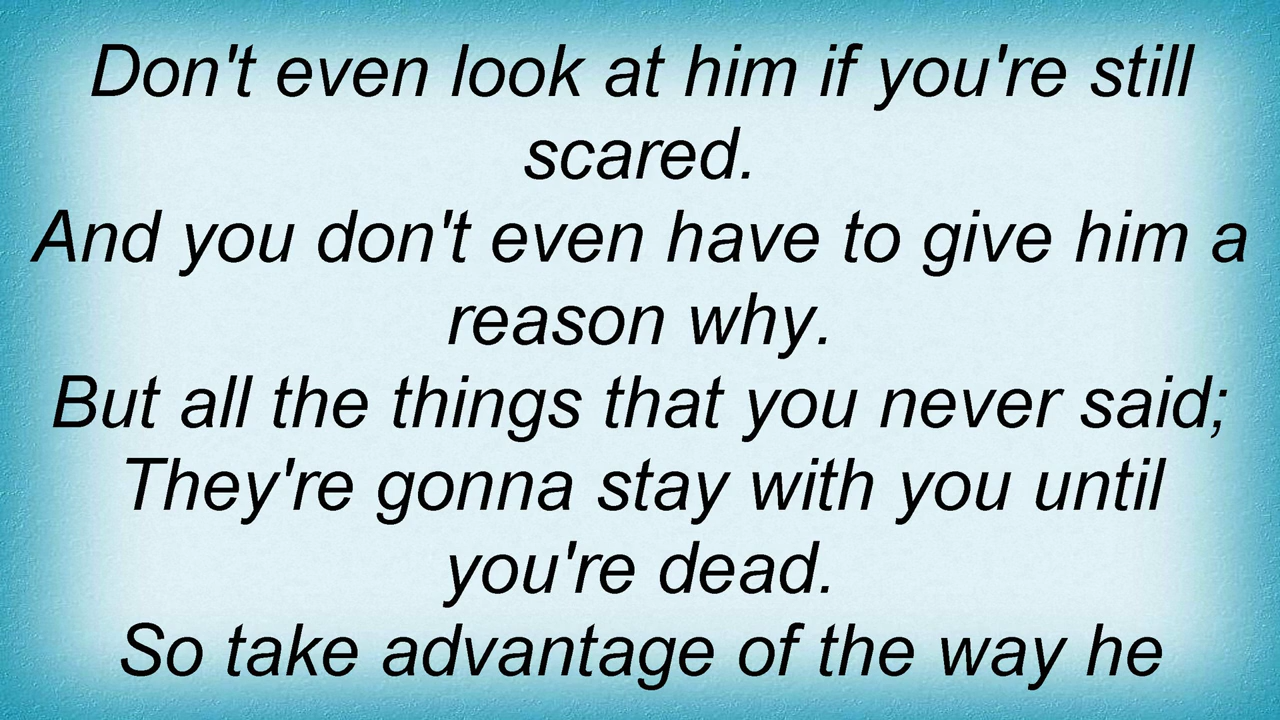 Don't even look at him if you're still
scared.
And you don't even have to give him a
reason why.
But all the things that you never said;
They're gonna stay with you until
you're dead.
So take advantage of the way he